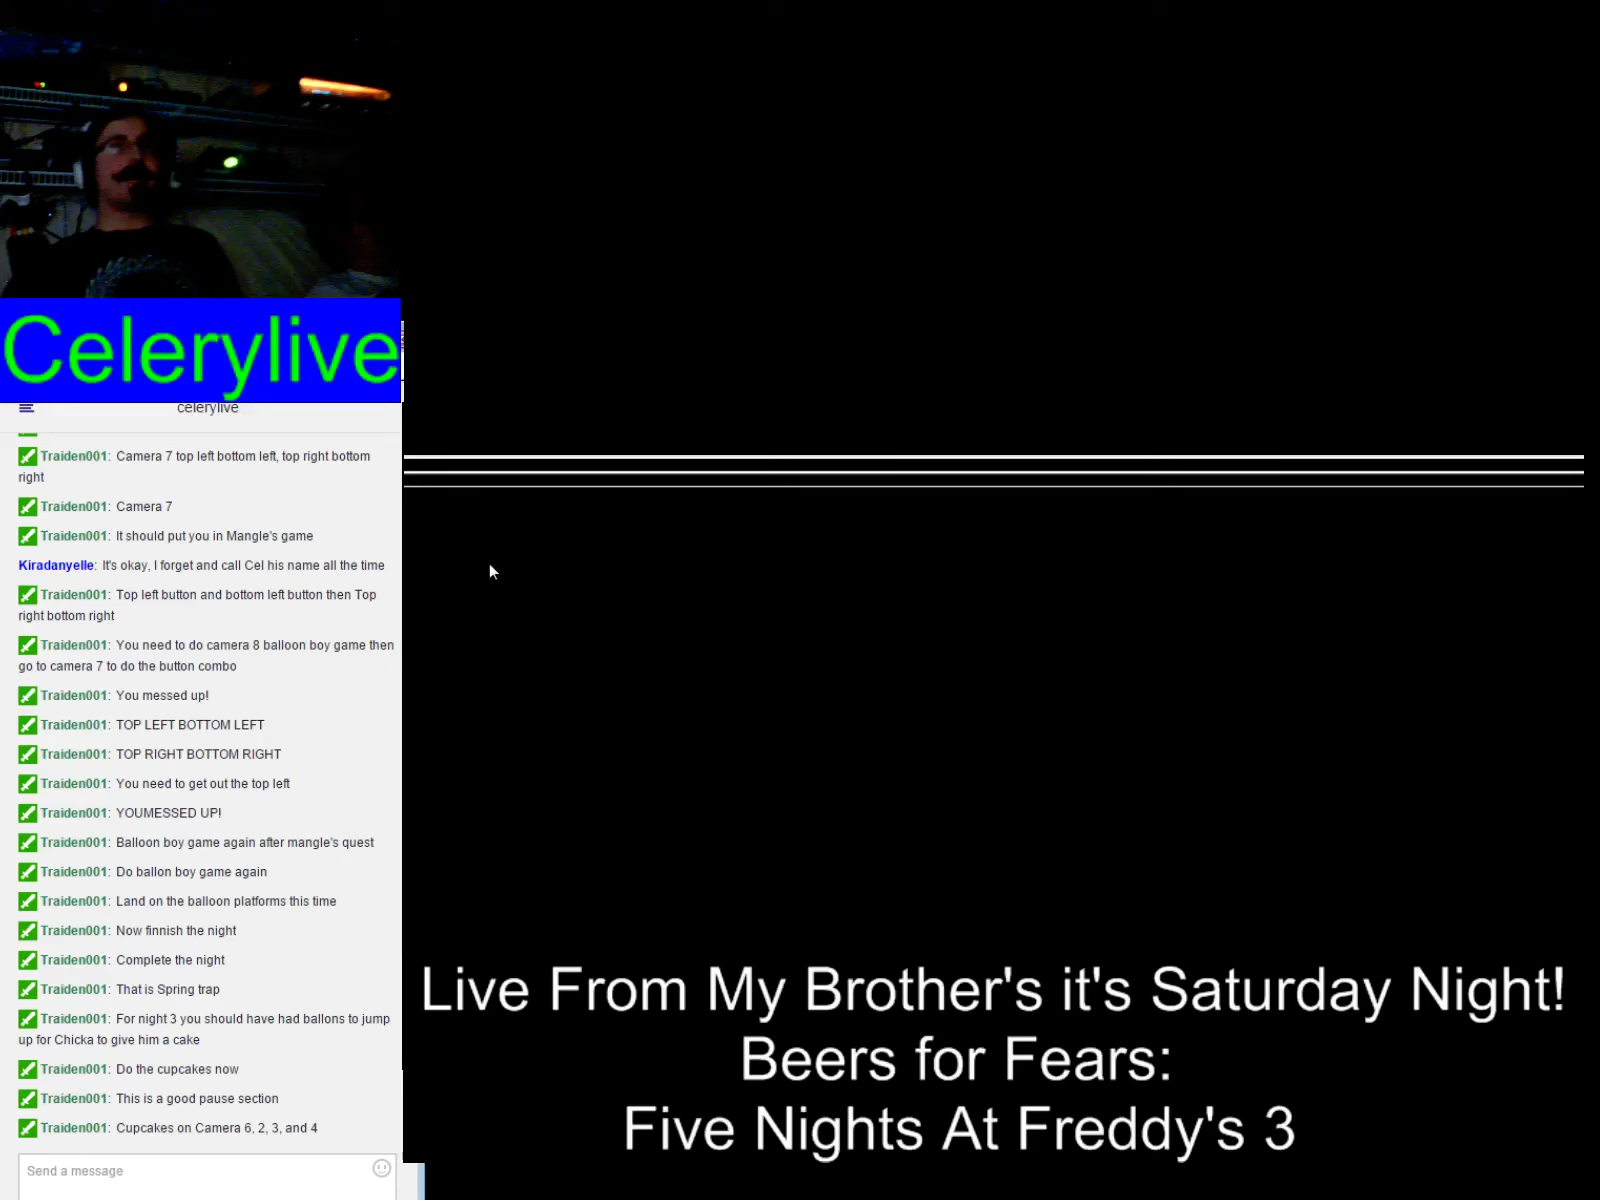 Celerylive
celerylive
Traiden001: Camera 7 top left bottom left, top right bottom
right
Traiden001: Camera 7
Traiden001: It should put you in Mangle's game
Kiradanyelle: It's okay, I forget and call Cel his name all the time
Traiden001: Top left button and bottom left button then Top
right bottom right
Traiden001: You need to do camera 8 balloon boy game then
go to camera 7 to do the button combo
Traiden001: You messed up!
Traiden001: TOP LEFT BOTTOM LEFT
Traiden001: TOP RIGHT BOTTOM RIGHT
Traiden001: You need to get out the top left
Traiden001: YOUMESSED UP!
Traiden001: Balloon boy game again after mangle's quest
Traiden001: Do ballon boy game again
Traiden001: Land on the balloon platforms this time
Traiden001: Now finnish the night
Traiden001: Complete the night
Traiden001: That is Spring trap
Traiden001: For night 3 you should have had ballons to jump
up for Chicka to give him a cake
Traiden001: Do the cupcakes now
Traiden001: This is a good pause section
Traiden001: Cupcakes on Camera 6, 2, 3, and 4
Send a message
Live From My Brother's it's Saturday Night!
Beers for Fears:
Five Nights At Freddy's 3